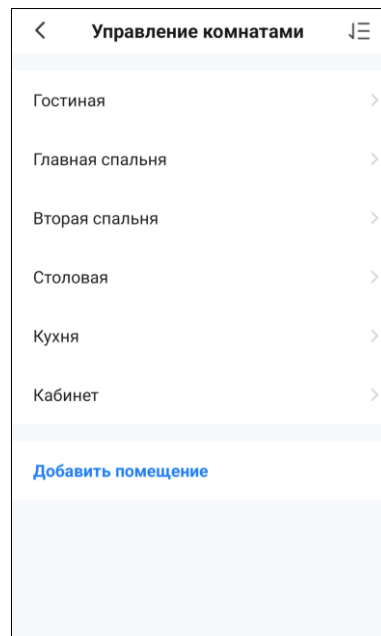 Управление комнатами
Гостиная
Главная спальня
Вторая спальня
Столовая
Кухня
Кабинет
Добавить помещение